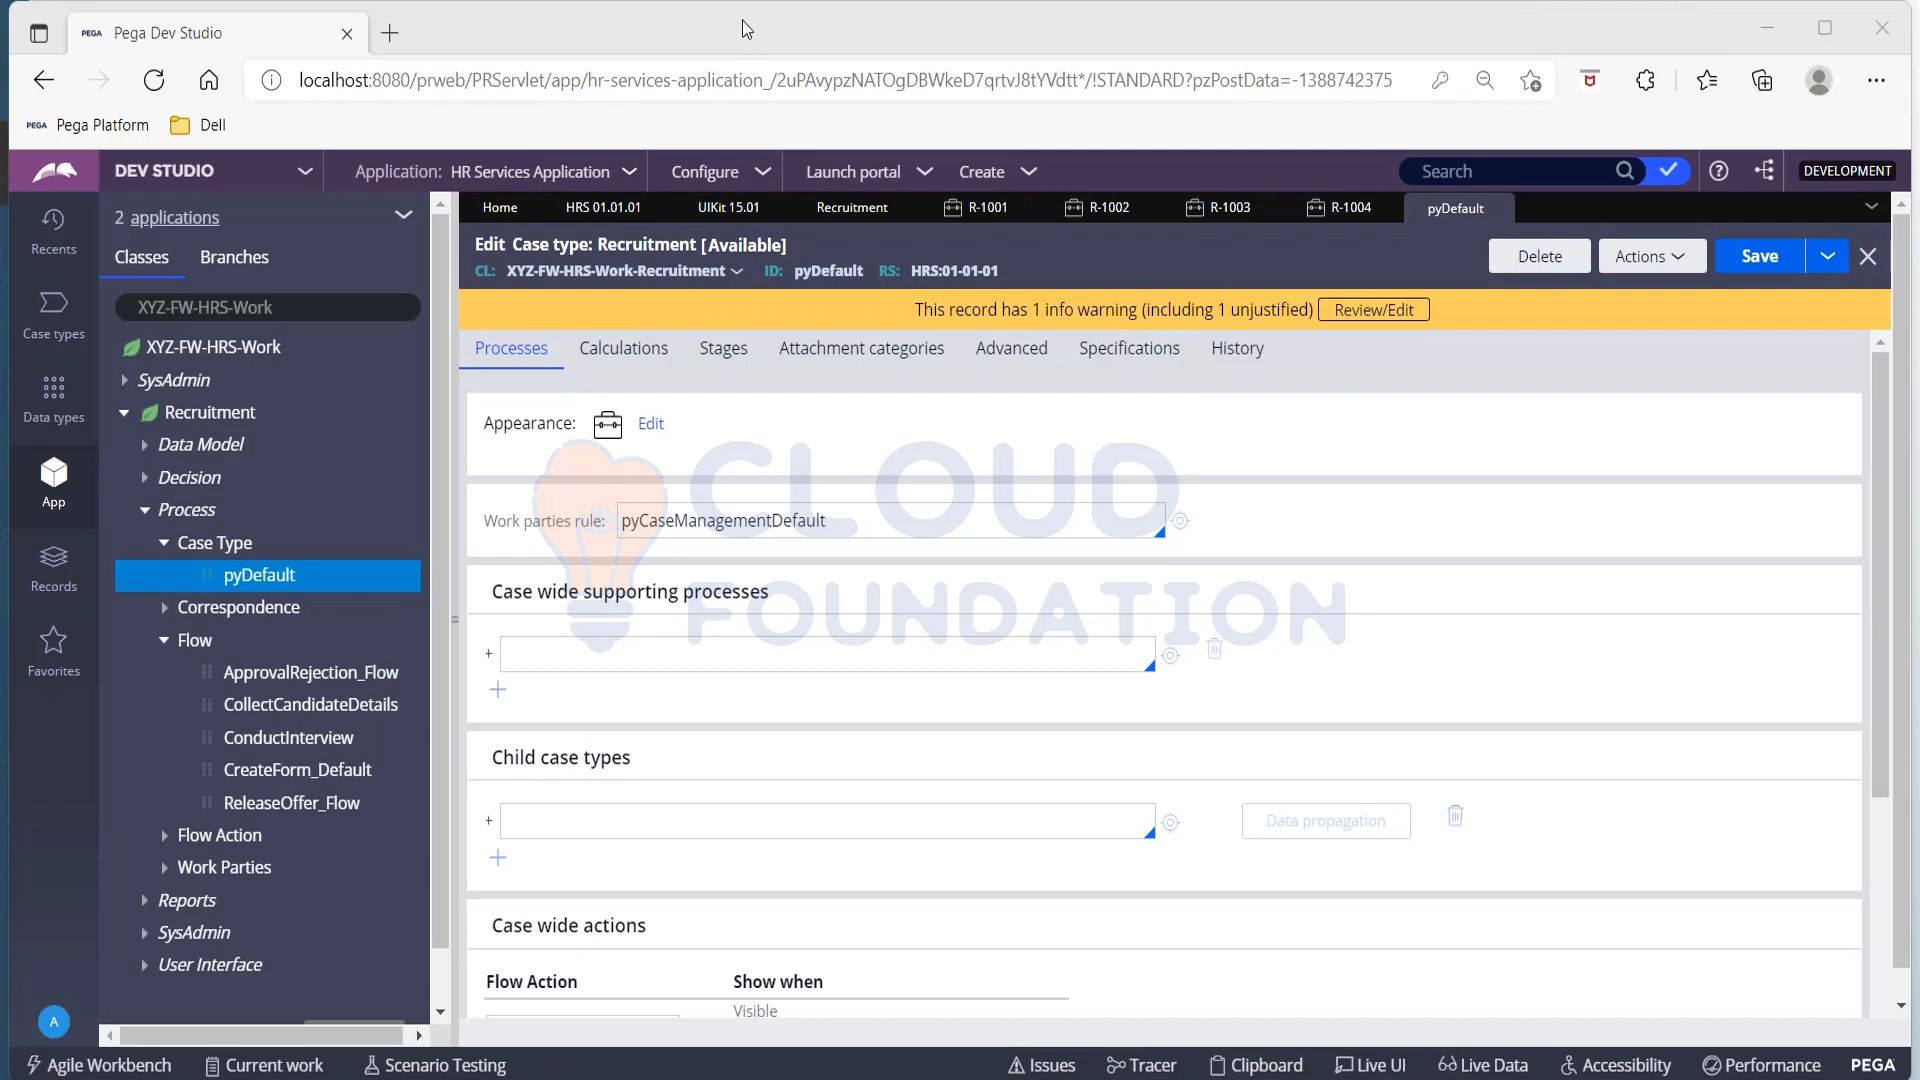 PEGA Pega Dev Studio
localhost:8080/prweb/PRServlet/app/hr-services-application_/2uPAvypzNATOgDBWkeD7qrtvJ8tYVdtt*/!STANDARD?pzPostData=-1388742375
PEGA Pega Platform Dell
DEV STUDIO Application: HR Services Application Configure Launch portal Create Search DEVELOPMENT
2 applications
Classes Branches
XYZ-FW-HRS-Work
XYZ-FW-HRS-Work
SysAdmin
Recruitment
Data Model
Decision
Process
Case Type
pyDefault
Correspondence
Flow
ApprovalRejection_Flow
CollectCandidateDetails
ConductInterview
CreateForm_Default
ReleaseOffer_Flow
Flow Action
Work Parties
Reports
SysAdmin
User Interface
Recents
Case types
Data types
App
Records
Favorites
A
Home HRS 01.01.01 UIKit 15.01 Recruitment R-1001 R-1002 R-1003 R-1004 pyDefault
Edit Case type: Recruitment [Available]
CL: XYZ-FW-HRS-Work-Recruitment ID: pyDefault RS: HRS:01-01-01
Delete Actions Save
This record has 1 info warning (including 1 unjustified) Review/Edit
Processes Calculations Stages Attachment categories Advanced Specifications History
Appearance: Edit
Work parties rule: pyCaseManagementDefault
Case wide supporting processes
Child case types
Data propagation
Case wide actions
Flow Action Show when
Visible
CLOUD
FOUNDATION
Agile Workbench Current work Scenario Testing Issues Tracer Clipboard Live UI Live Data Accessibility Performance PEGA